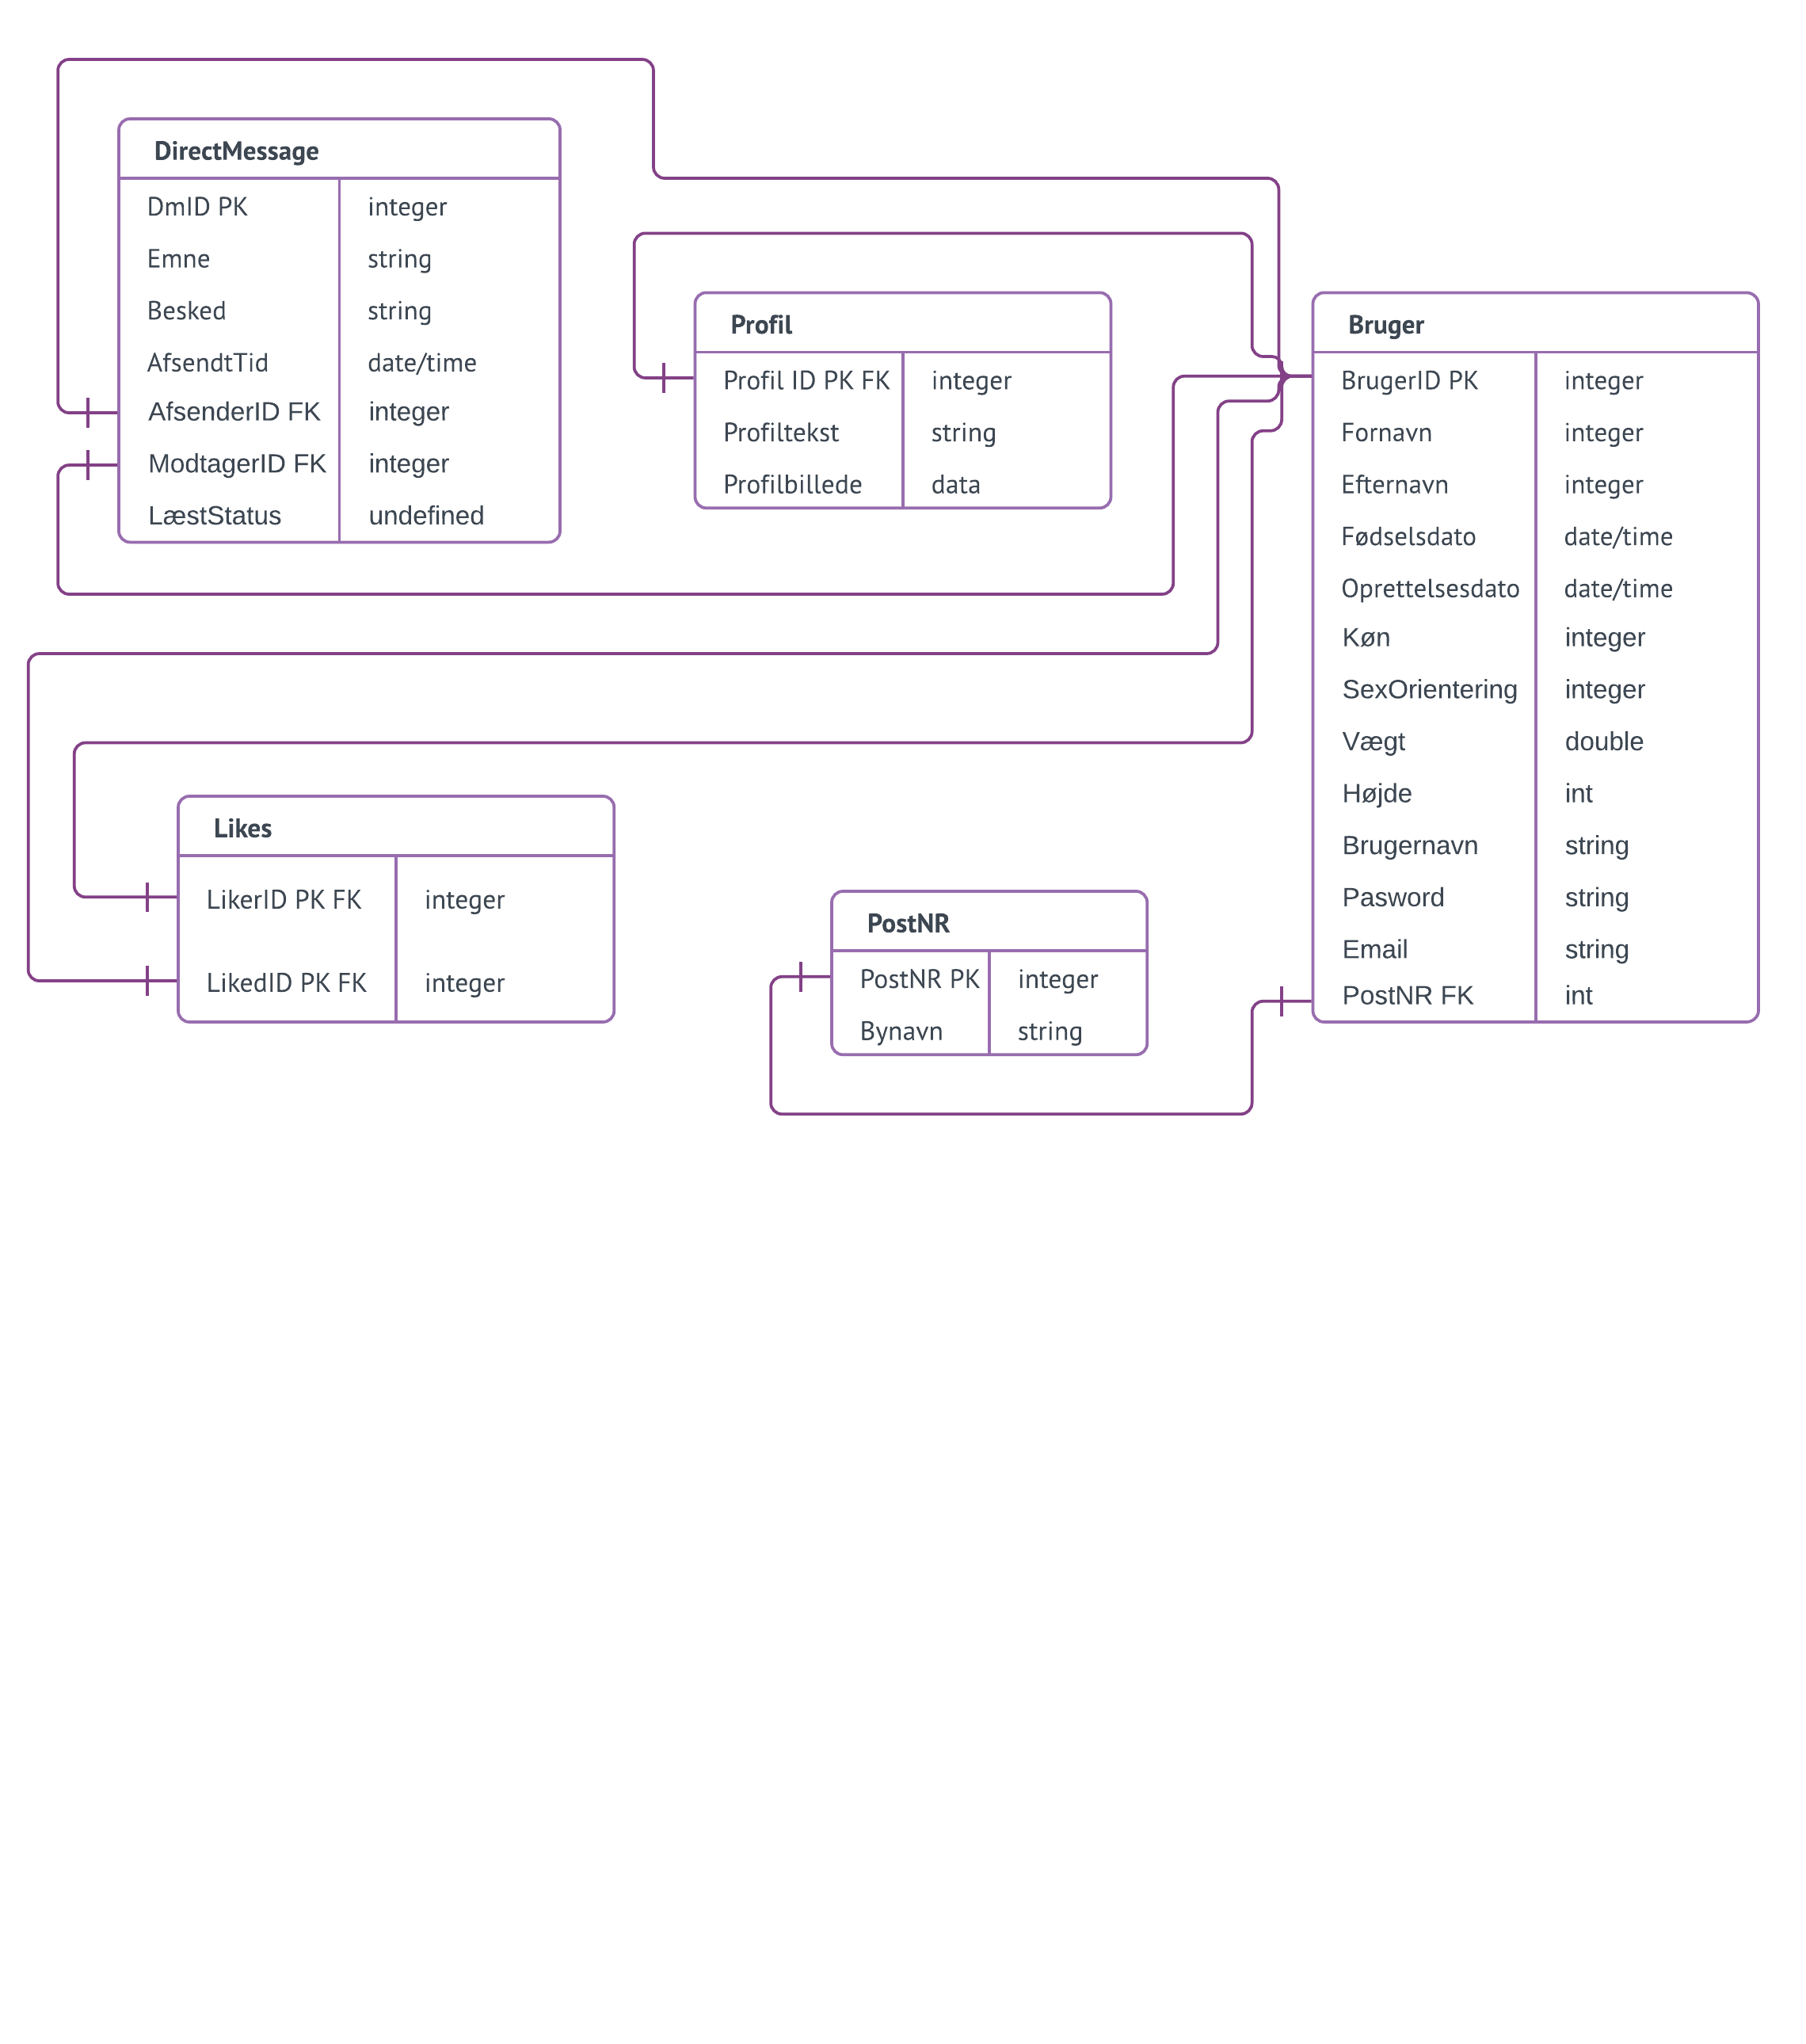 DirectMessage
DmID PK integer
Emne string
Besked string
AfsendtTid date/time
AfsenderID FK integer
ModtagerID FK integer
LæstStatus undefined
Profil
Profil ID PK FK integer
Profiltekst string
Profilbillede data
Bruger
BrugerID PK integer
Fornavn integer
Efternavn integer
Fødselsdato date/time
Oprettelsesdato date/time
Køn integer
SexOrientering integer
Vægt double
Højde int
Brugernavn string
Pasword string
Email string
PostNR FK int
Likes
LikerID PK FK integer
LikedID PK FK integer
PostNR
PostNR PK integer
Bynavn string